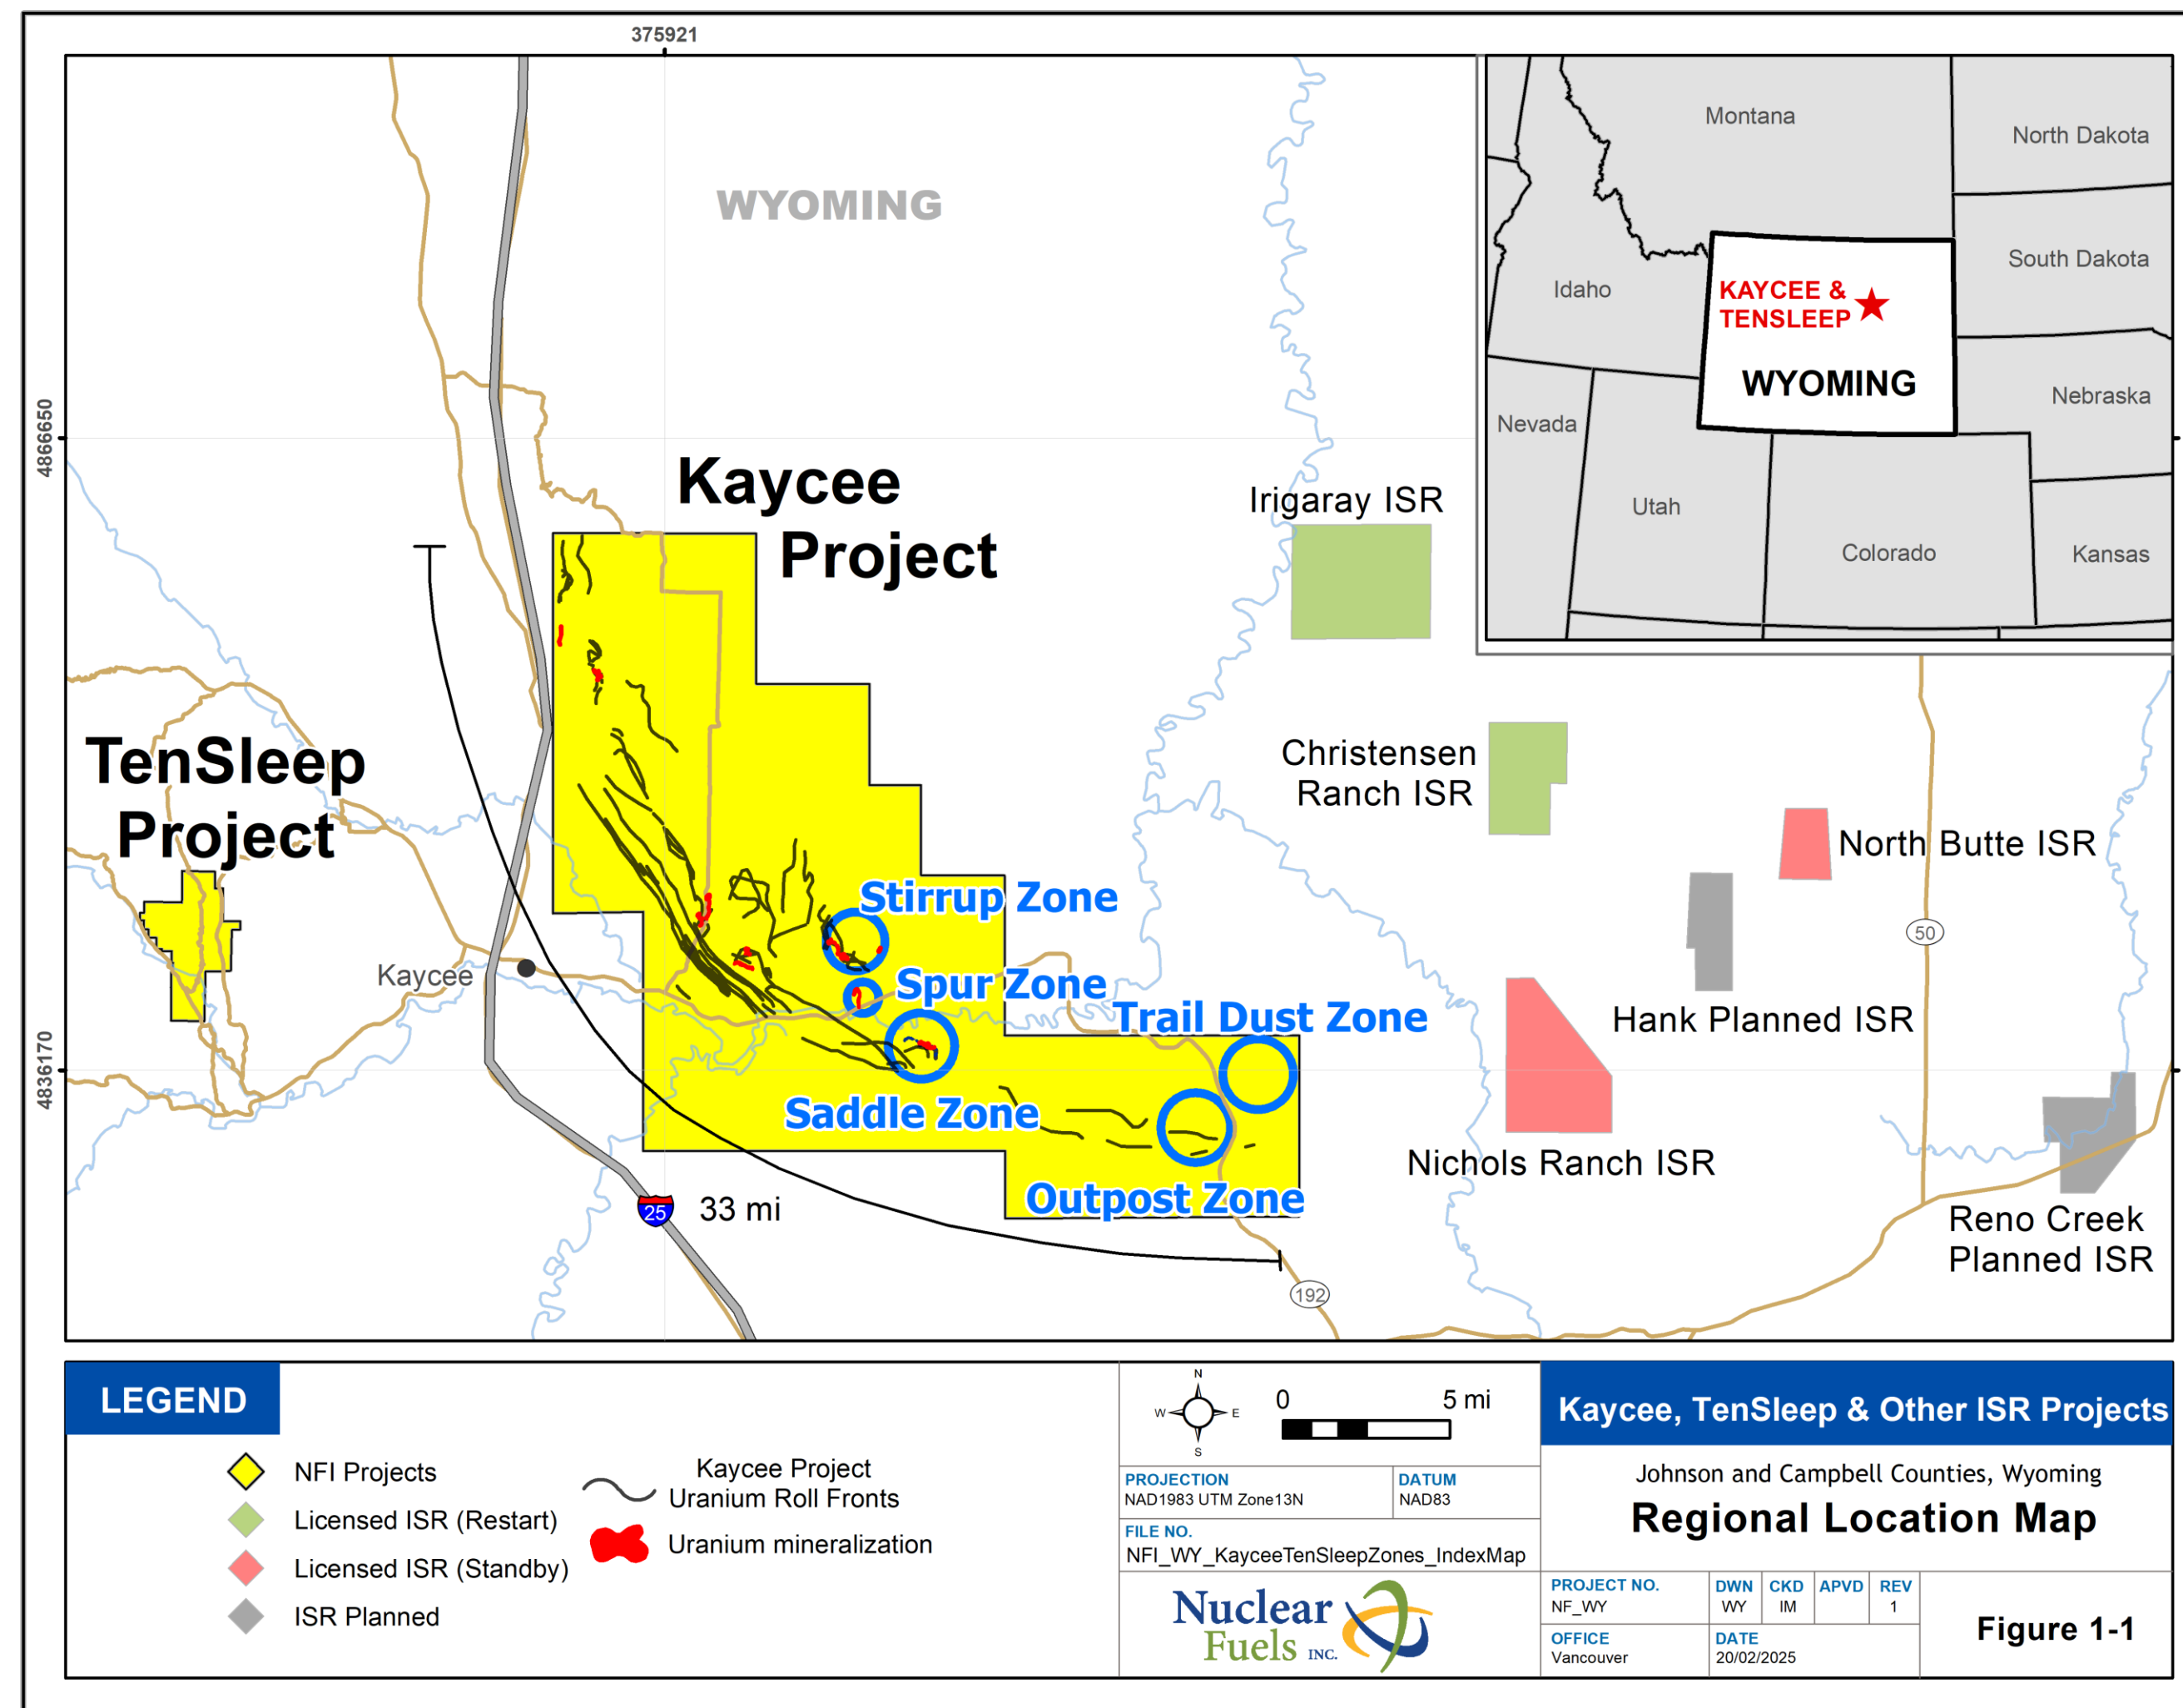 375921
4866650
4836170
WYOMING
Montana
North Dakota
South Dakota
Idaho
KAYCEE &
TENSLEEP
WYOMING
Nebraska
Nevada
Utah
Colorado
Kansas
Kaycee
Project
Irigaray ISR
TenSleep
Project
Christensen
Ranch ISR
North Butte ISR
Stirrup Zone
50
Kaycee
Spur Zone
Trail Dust Zone
Hank Planned ISR
Saddle Zone
Nichols Ranch ISR
Outpost Zone
25
33 mi
Reno Creek
Planned ISR
192
LEGEND
NFI Projects
Licensed ISR (Restart)
Licensed ISR (Standby)
ISR Planned
Kaycee Project
Uranium Roll Fronts
Uranium mineralization
N
W
E
S
0
5 mi
PROJECTION
NAD1983 UTM Zone13N
DATUM
NAD83
FILE NO.
NFI_WY_KayceeTenSleepZones_IndexMap
Nuclear
Fuels INC.
Kaycee, TenSleep & Other ISR Projects
Johnson and Campbell Counties, Wyoming
Regional Location Map
PROJECT NO.
NF_WY
DWN
WY
CKD
IM
APVD
REV
1
OFFICE
Vancouver
DATE
20/02/2025
Figure 1-1